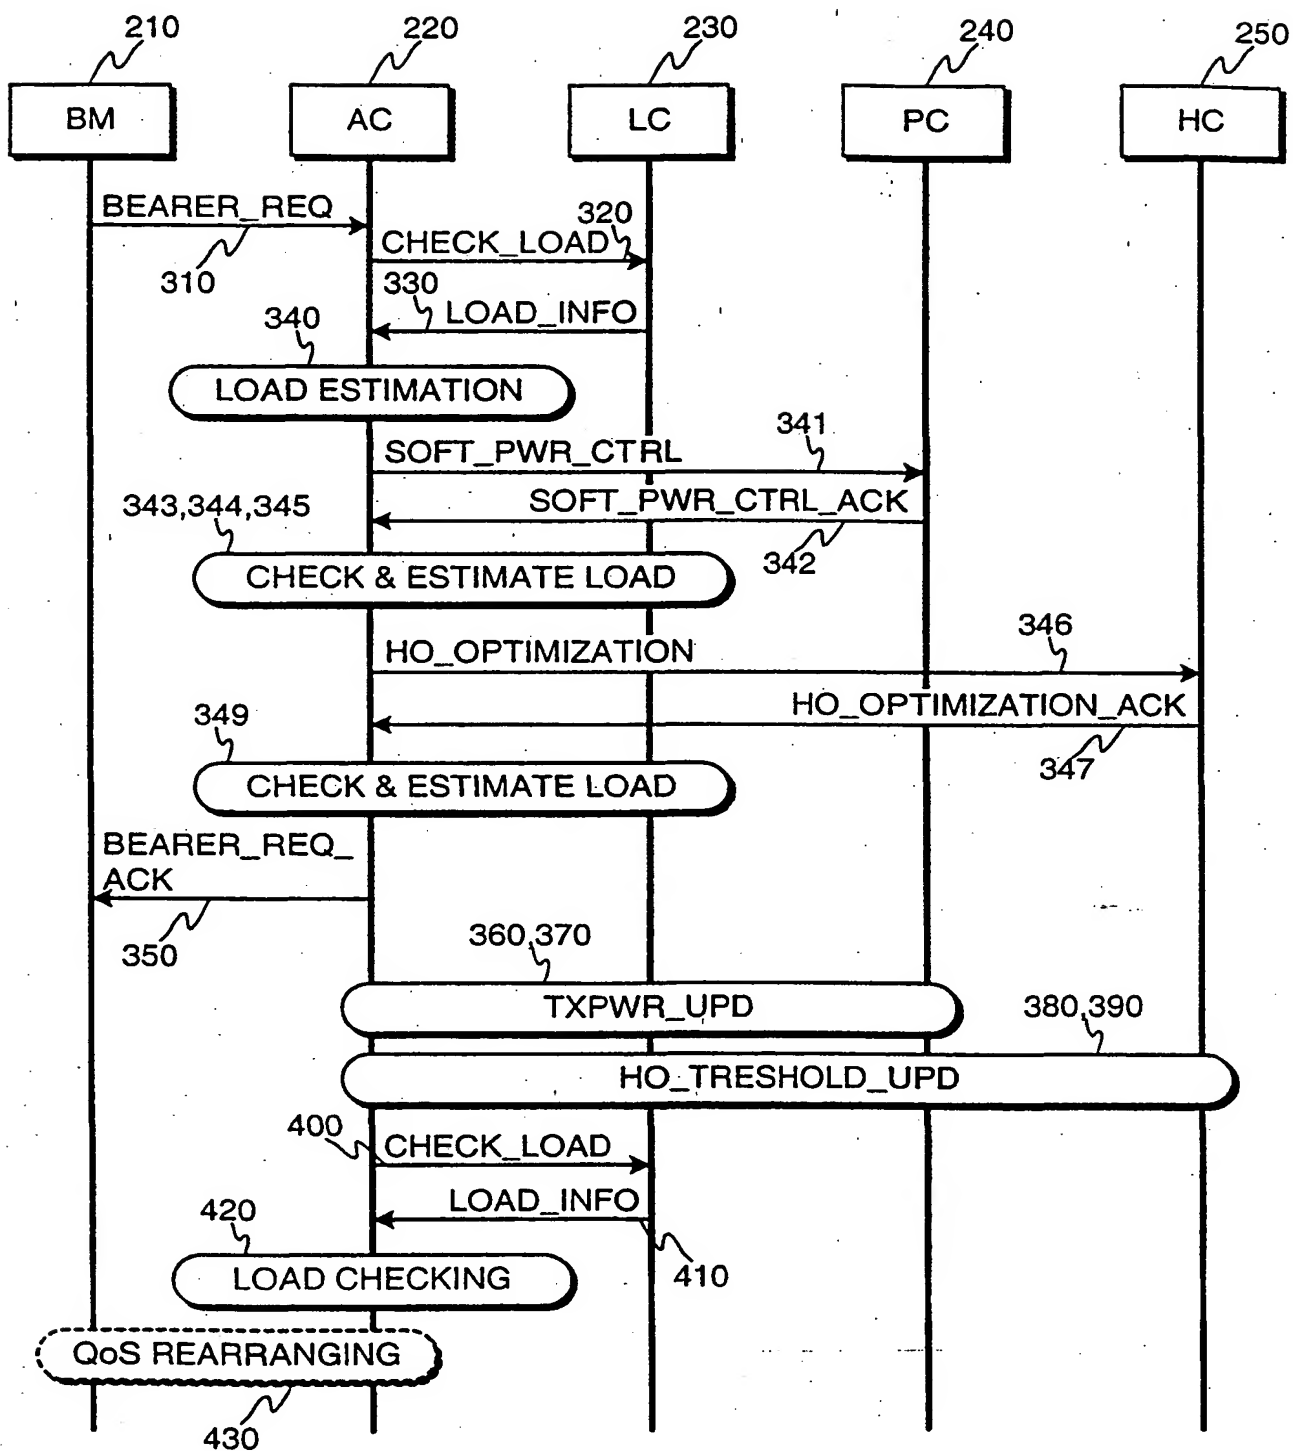 210 220 230 240 250
BM AC LC PC HC
BEARER_REQ
310
320
CHECK_LOAD
330
LOAD_INFO
340
LOAD ESTIMATION
341
SOFT_PWR_CTRL
SOFT_PWR_CTRL_ACK
342
343,344,345
CHECK & ESTIMATE LOAD
346
HO_OPTIMIZATION
HO_OPTIMIZATION_ACK
347
349
CHECK & ESTIMATE LOAD
BEARER_REQ_
ACK
350
360,370
TXPWR_UPD
380,390
HO_TRESHOLD_UPD
400
CHECK_LOAD
LOAD_INFO
410
420
LOAD CHECKING
QoS REARRANGING
430